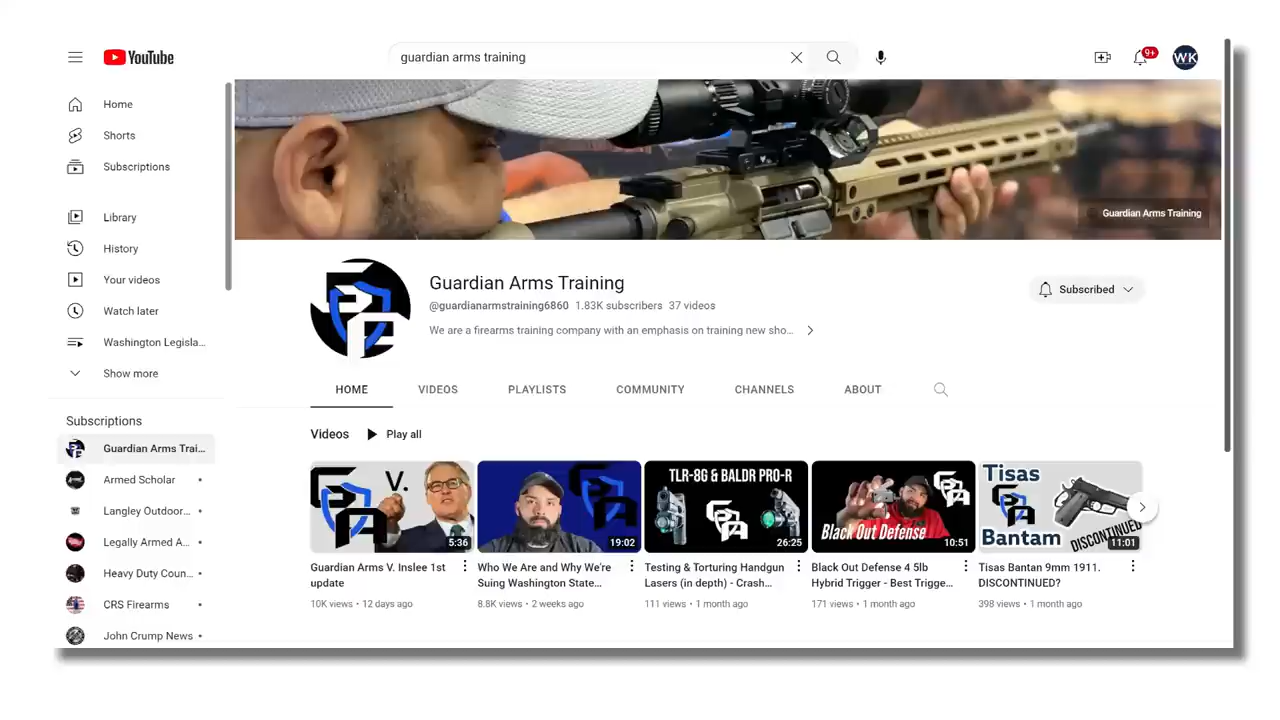 YouTube
guardian arms training
9+
WK
Home
Shorts
Subscriptions
Library
History
Your videos
Watch later
Washington Legisla...
Show more
Subscriptions
Guardian Arms Trai...
Armed Scholar
Langley Outdoor...
Legally Armed A...
Heavy Duty Coun...
CRS Firearms
John Crump News
Guardian Arms Training
Guardian Arms Training
@guardianarmstraining6860 1.83K subscribers 37 videos
We are a firearms training company with an emphasis on training new sho...
Subscribed
HOME VIDEOS PLAYLISTS COMMUNITY CHANNELS ABOUT
Videos Play all
V.
5:36
Guardian Arms V. Inslee 1st
update
10K views • 12 days ago
19:02
Who We Are and Why We're
Suing Washington State...
8.8K views • 2 weeks ago
TLR-8G & BALDR PRO-R
26:25
Testing & Torturing Handgun
Lasers (in depth) - Crash...
111 views • 1 month ago
Black Out Defense
10:51
Black Out Defense 4 5lb
Hybrid Trigger - Best Trigge...
171 views • 1 month ago
Tisas
Bantam
DISCONTINUED
11:01
Tisas Bantan 9mm 1911.
DISCONTINUED?
398 views • 1 month ago